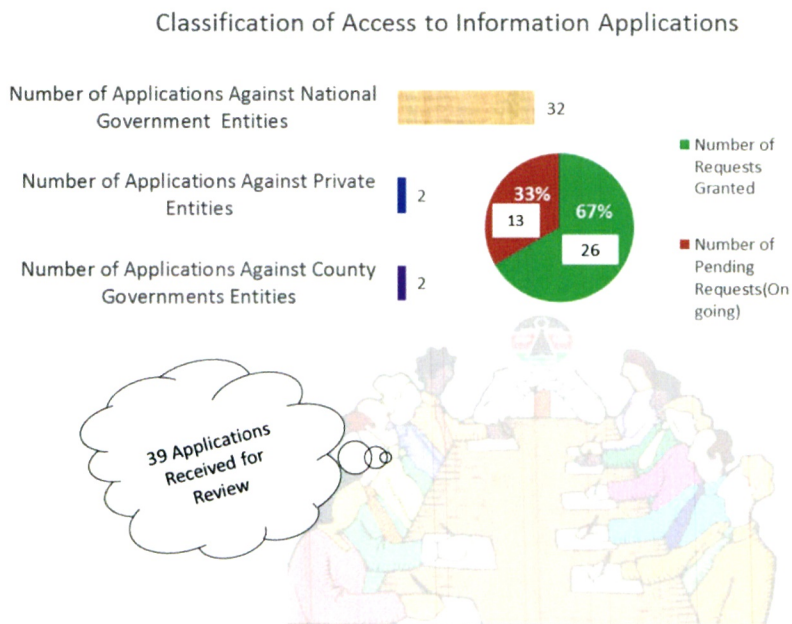 Classification of Access to Information Applications
Number of Applications Against National
Government Entities
32
Number of Applications Against Private
Entities
2
Number of Applications Against County
Governments Entities
2
33%
13
67%
26
Number of
Requests
Granted
Number of
Pending
Requests(On
going)
39 Applications
Received for
Review